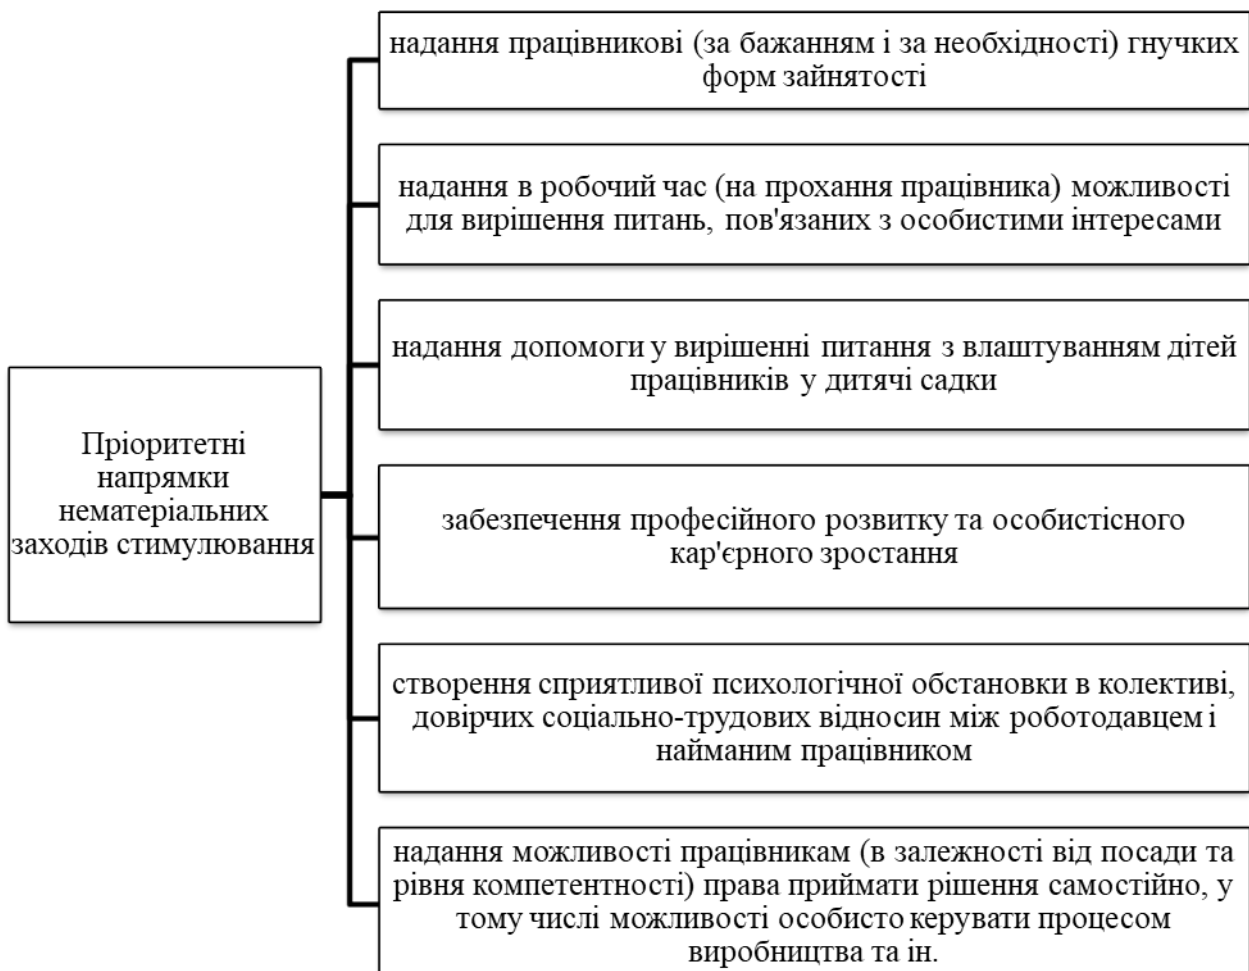 надання працівникові (за бажанням і за необхідності) гнучких
форм зайнятості
надання в робочий час (на прохання працівника) можливості
для вирішення питань, пов'язаних з особистими інтересами
надання допомоги у вирішенні питання з влаштуванням дітей
працівників у дитячі садки
Пріоритетні
напрямки
нематеріальних
заходів стимулювання
забезпечення професійного розвитку та особистісного
кар'єрного зростання
створення сприятливої психологічної обстановки в колективі,
довірчих соціально-трудових відносин між роботодавцем і
найманим працівником
надання можливості працівникам (в залежності від посади та
рівня компетентності) права приймати рішення самостійно, у
тому числі можливості особисто керувати процесом
виробництва та ін.